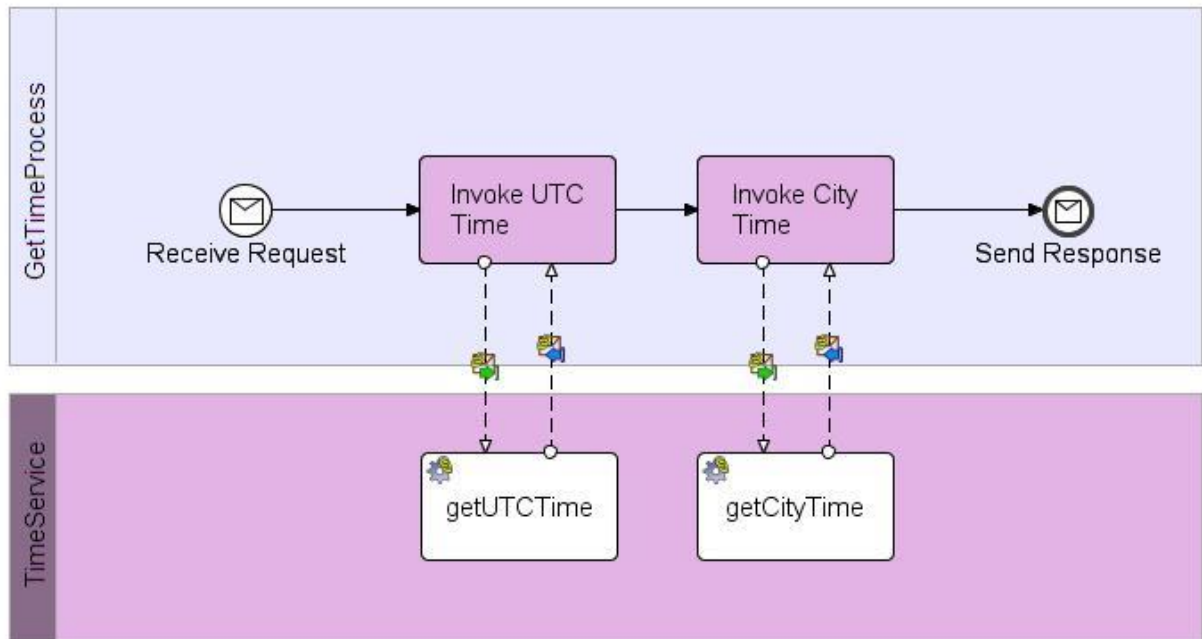 GetTimeProcess
Invoke UTC
Time
Invoke City
Time
Receive Request
Send Response
TimeService
getUTCTime
getCityTime